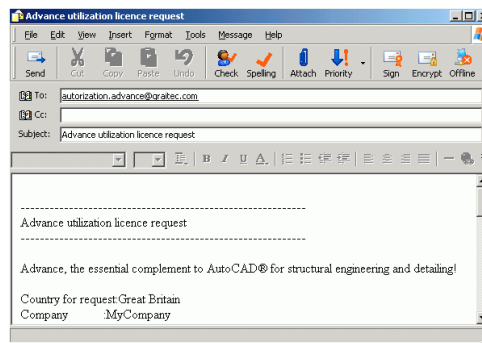 Advance utilization licence request
File Edit View Insert Format Tools Message Help
Send Cut Copy Paste Undo Check Spelling Attach Priority Sign Encrypt Offline
To: autorization.advance@graitec.com
Cc:
Subject: Advance utilization licence request
B I U A
------------------------------------------------------------
Advance utilization licence request
------------------------------------------------------------
Advance, the essential complement to AutoCAD® for structural engineering and detailing!
Country for request:Great Britain
Company :MyCompany